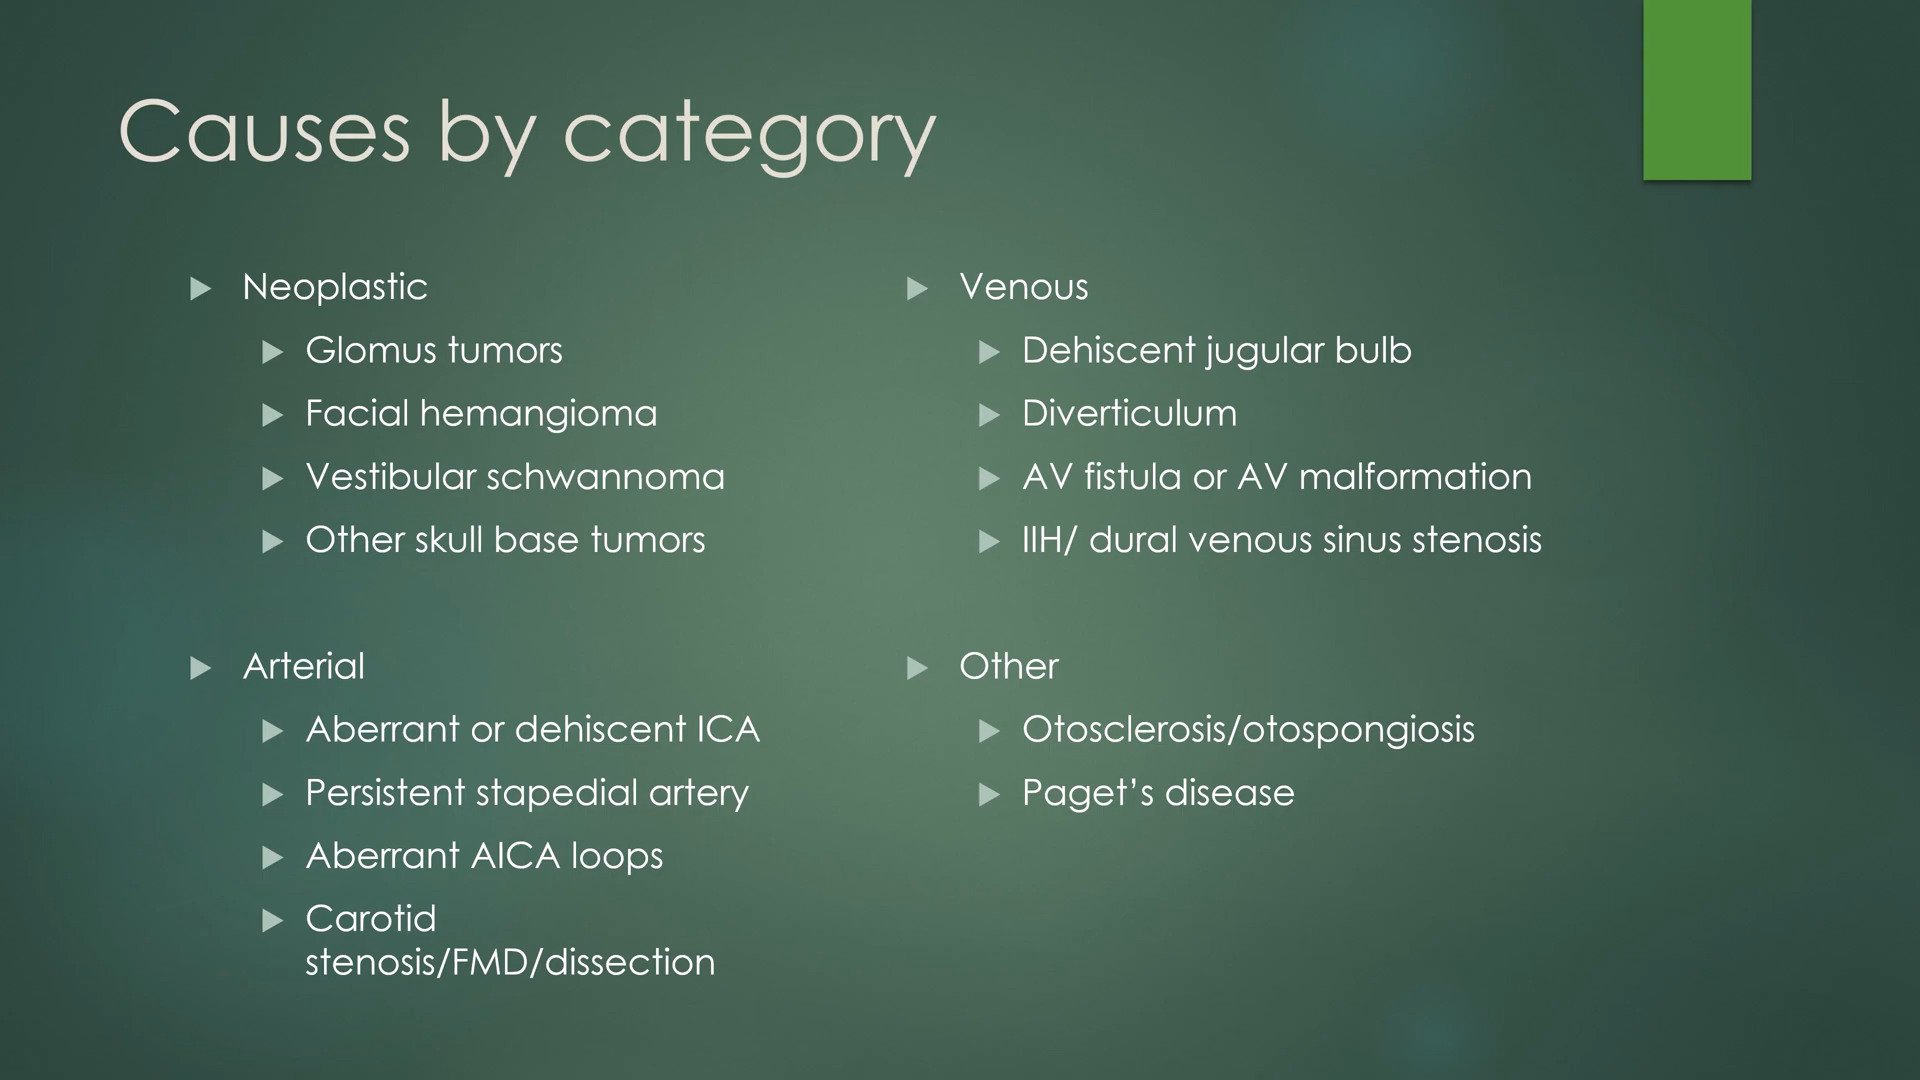 Causes by category
Neoplastic
Glomus tumors
Facial hemangioma
Vestibular schwannoma
Other skull base tumors
Arterial
Aberrant or dehiscent ICA
Persistent stapedial artery
Aberrant AICA loops
Carotid
stenosis/FMD/dissection
Venous
Dehiscent jugular bulb
Diverticulum
AV fistula or AV malformation
IIH/ dural venous sinus stenosis
Other
Otosclerosis/otospongiosis
Paget’s disease